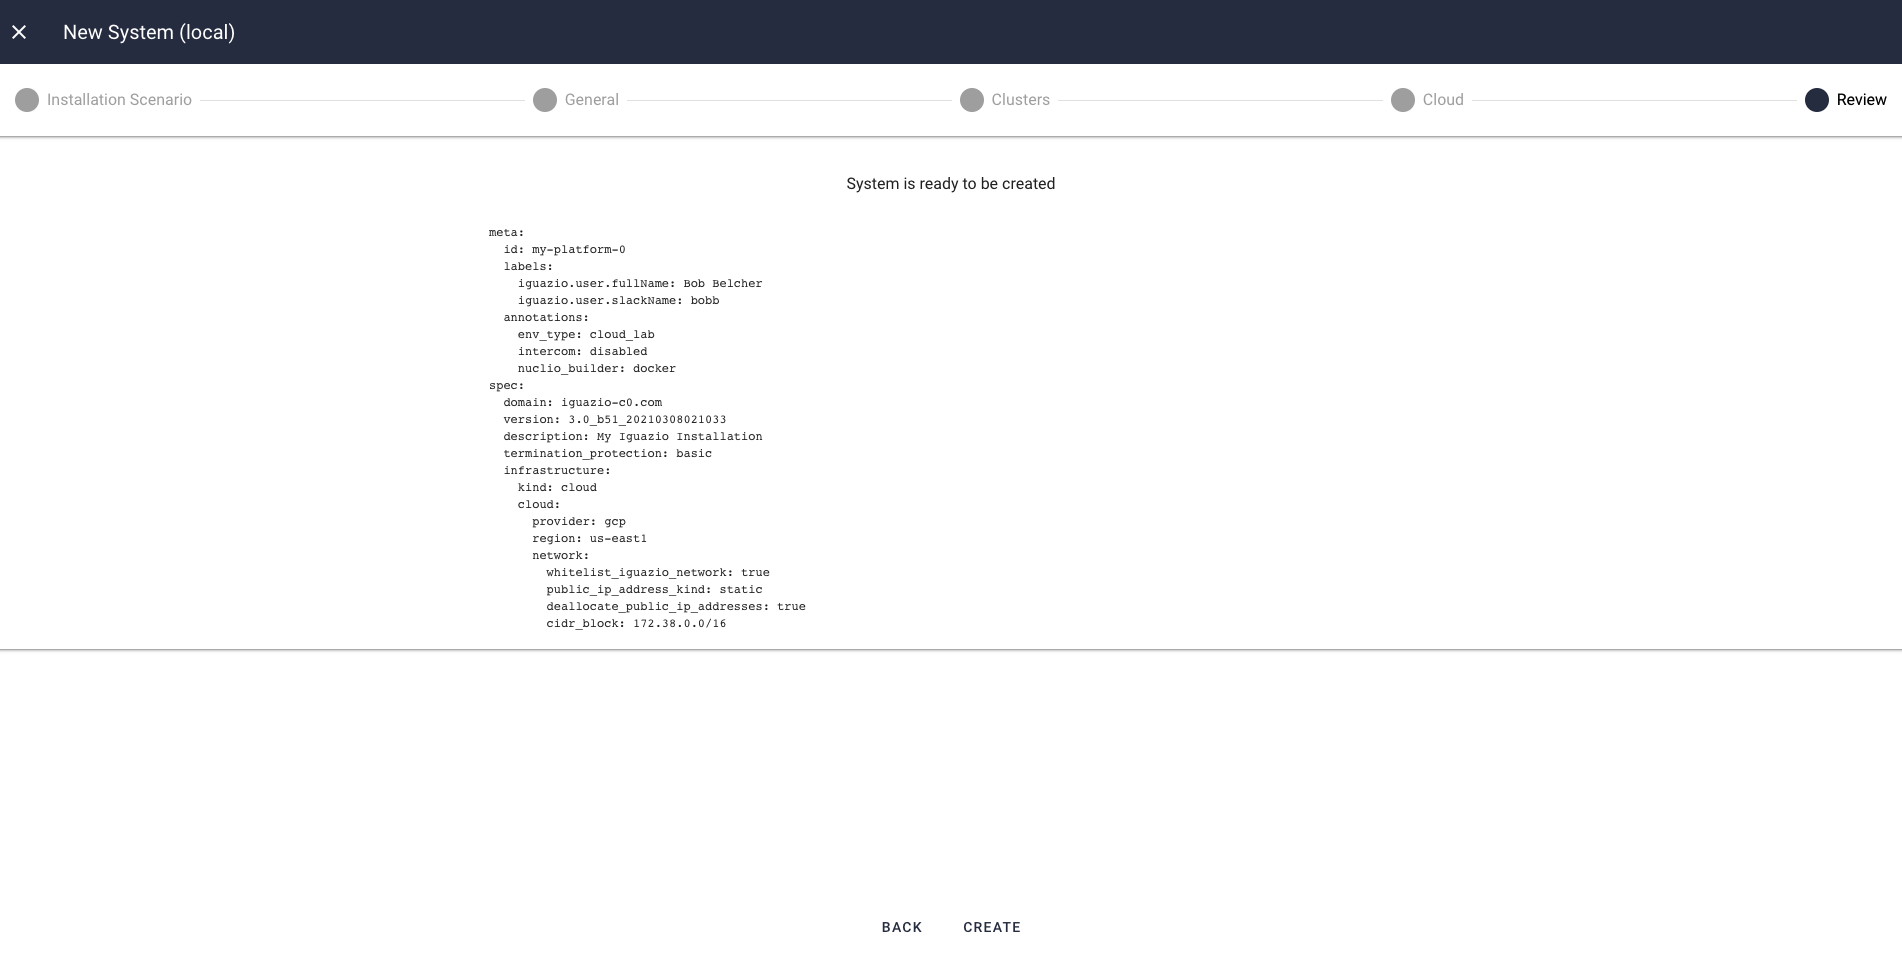 New System (local)
Installation Scenario
General
Clusters
Cloud
Review
System is ready to be created
meta:
  id: my-platform-0
  labels:
    iguazio.user.fullName: Bob Belcher
    iguazio.user.slackName: bobb
  annotations:
    env_type: cloud_lab
    intercom: disabled
    nuclio_builder: docker
spec:
  domain: iguazio-c0.com
  version: 3.0_b51_20210308021033
  description: My Iguazio Installation
  termination_protection: basic
  infrastructure:
    kind: cloud
    cloud:
      provider: gcp
      region: us-east1
      network:
        whitelist_iguazio_network: true
        public_ip_address_kind: static
        deallocate_public_ip_addresses: true
        cidr_block: 172.38.0.0/16
BACK
CREATE